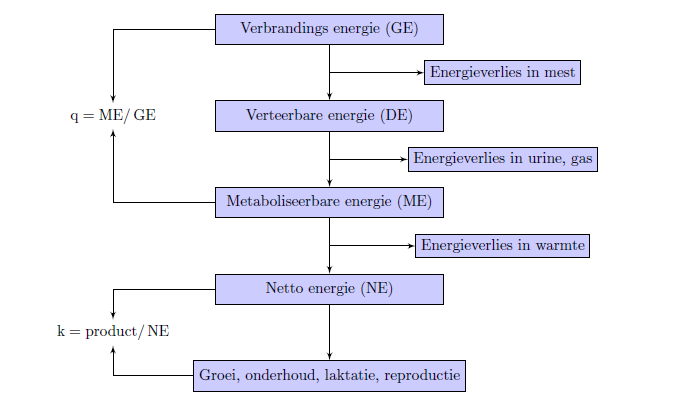 Verbrandings energie (GE)
Energieverlies in mest
q = ME/ GE
Verteerbare energie (DE)
Energieverlies in urine, gas
Metaboliseerbare energie (ME)
Energieverlies in warmte
Netto energie (NE)
k = product/ NE
Groei, onderhoud, laktatie, reproductie